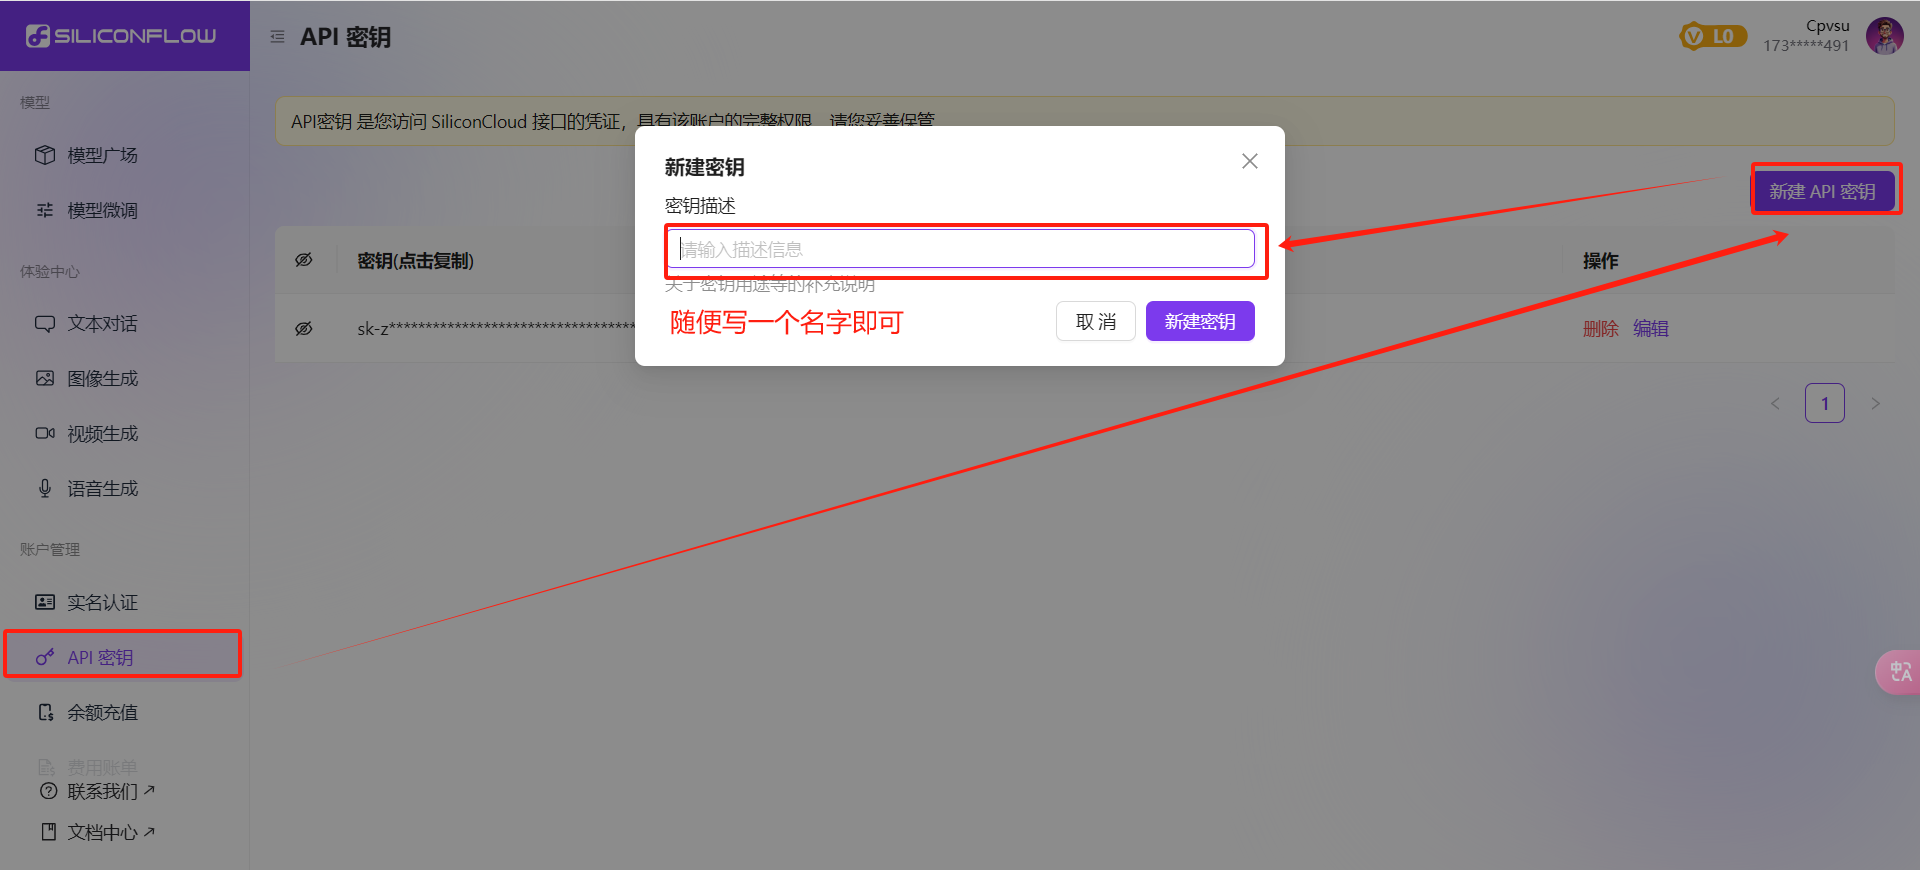 SILICONFLOW
API 密钥
L0
Cpvsu
173*****491
模型
模型广场
模型微调
体验中心
文本对话
图像生成
视频生成
语音生成
账户管理
实名认证
API 密钥
余额充值
费用账单
联系我们
文档中心
API密钥 是您访问 SiliconCloud 接口的凭证，具有该账户的完整权限，请您妥善保管
新建 API 密钥
密钥(点击复制)
操作
sk-z**********************************
删除 编辑
1
新建密钥
密钥描述
请输入描述信息
关于密钥用途等的补充说明
随便写一个名字即可
取 消
新建密钥
中A